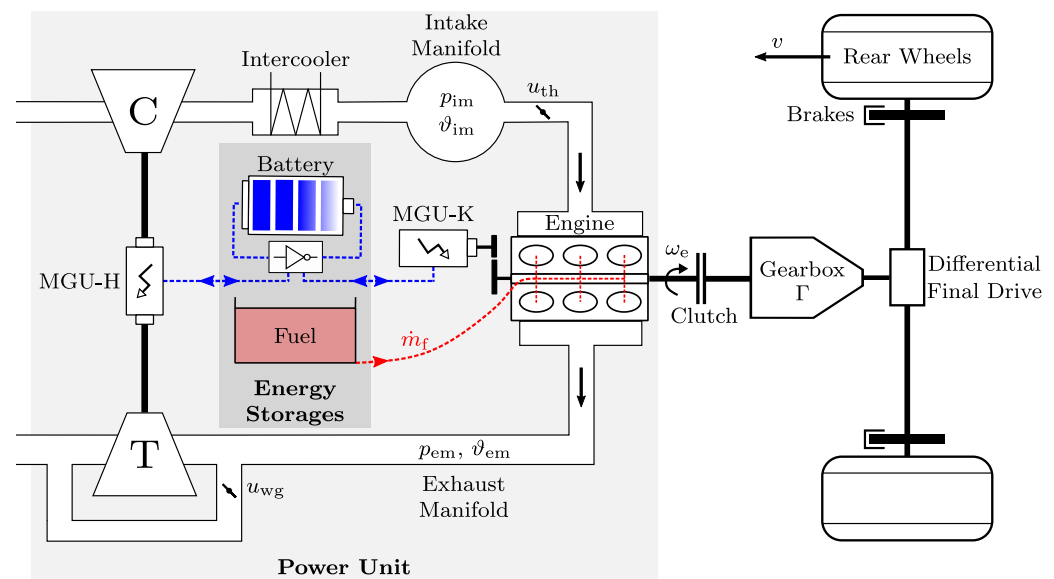 Intake
Manifold
Intercooler
C
p_im
ϑ_im
u_th
v
Rear Wheels
Brakes
Battery
MGU-K
Engine
MGU-H
ω_e
Clutch
Gearbox
Γ
Differential
Final Drive
Fuel
ṁ_f
Energy
Storages
T
p_em, ϑ_em
u_wg
Exhaust
Manifold
Power Unit